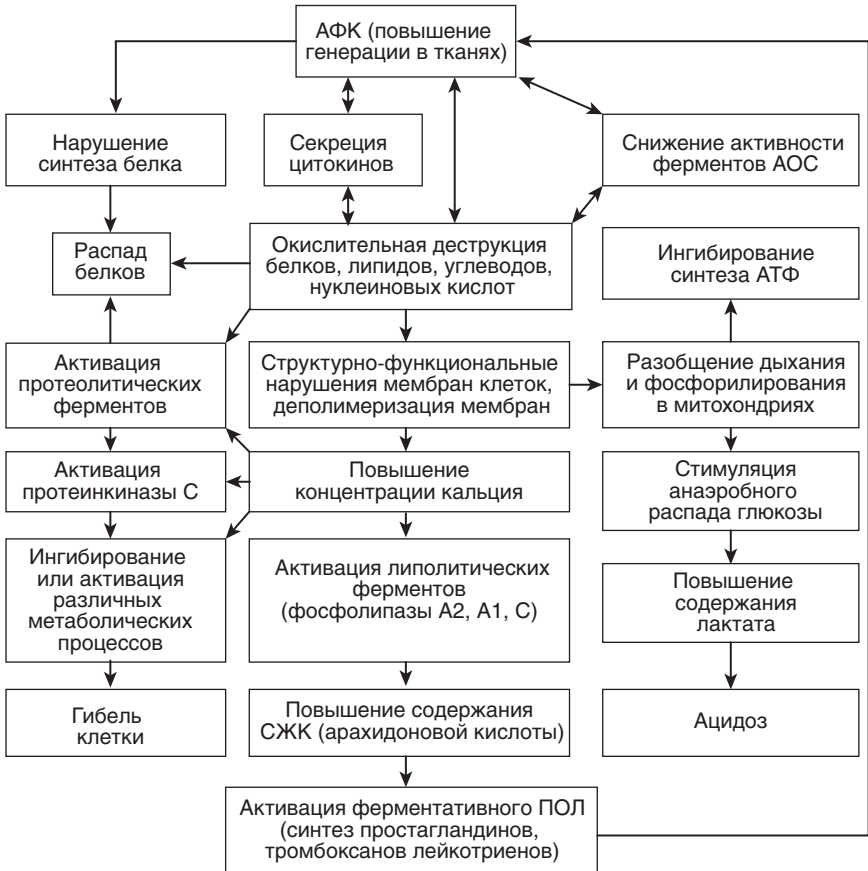 АФК (повышение
генерации в тканях)
Нарушение
синтеза белка
Секреция
цитокинов
Снижение активности
ферментов АОС
Распад
белков
Окислительная деструкция
белков, липидов, углеводов,
нуклеиновых кислот
Ингибирование
синтеза АТФ
Активация
протеолитических
ферментов
Структурно-функциональные
нарушения мембран клеток,
деполимеризация мембран
Разобщение дыхания
и фосфорилирования
в митохондриях
Активация
протеинкиназы С
Повышение
концентрации кальция
Стимуляция
анаэробного
распада глюкозы
Ингибирование
или активация
различных
метаболических
процессов
Активация липолитических
ферментов
(фосфолипазы А2, А1, С)
Повышение
содержания
лактата
Гибель
клетки
Повышение содержания
СЖК (арахидоновой кислоты)
Ацидоз
Активация ферментативного ПОЛ
(синтез простагландинов,
тромбоксанов лейкотриенов)